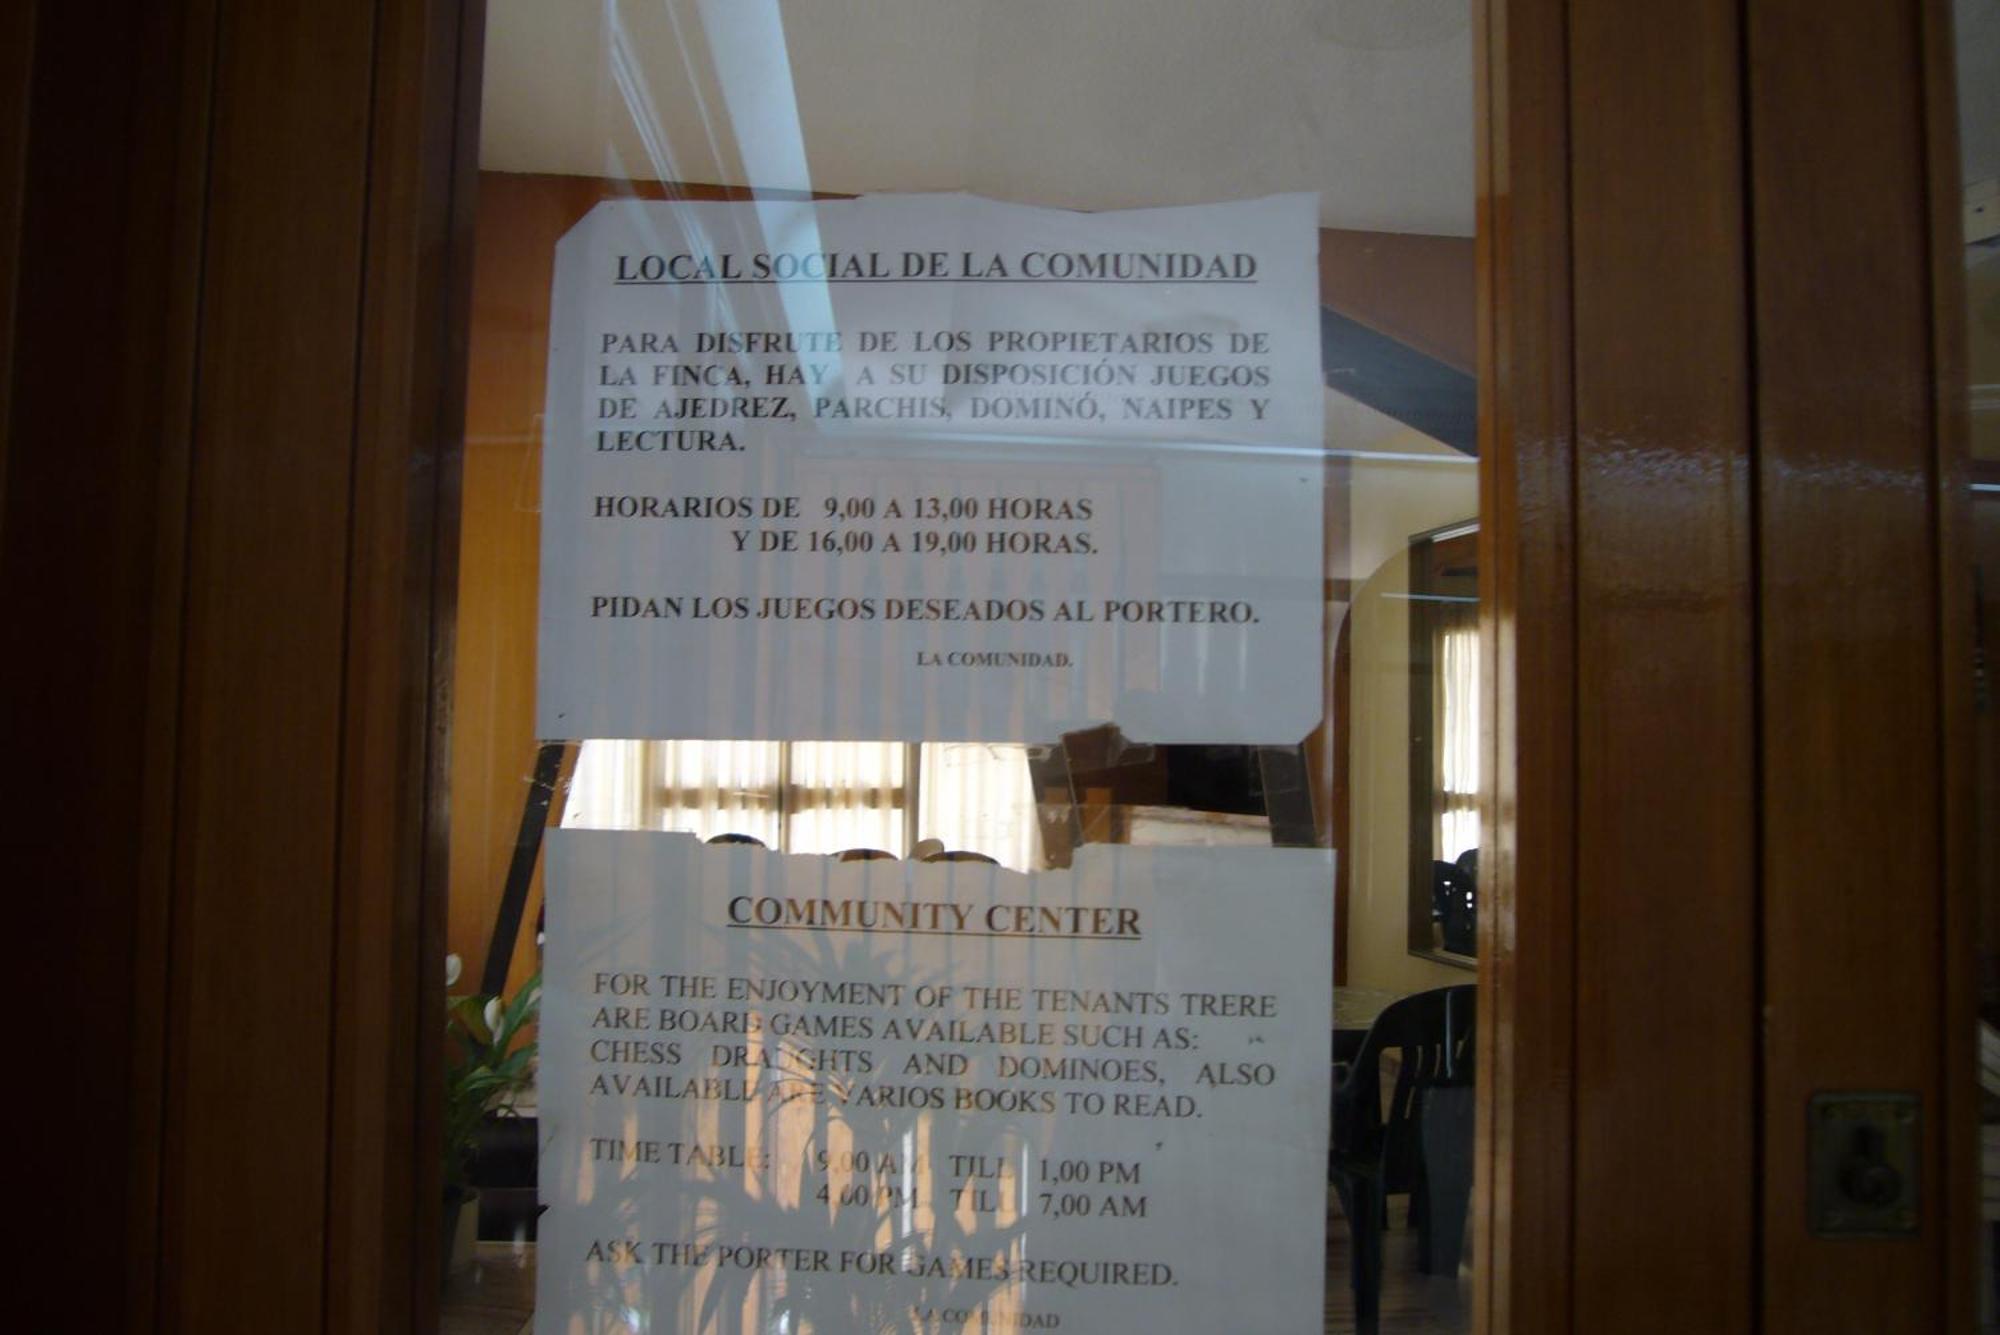 LOCAL SOCIAL DE LA COMUNIDAD
PARA DISFRUTE DE LOS PROPIETARIOS DE
LA FINCA, HAY A SU DISPOSICIÓN JUEGOS
DE AJEDREZ, PARCHIS, DOMINÓ, NAIPES Y
LECTURA.
HORARIOS DE 9,00 A 13,00 HORAS
Y DE 16,00 A 19,00 HORAS.
PIDAN LOS JUEGOS DESEADOS AL PORTERO.
LA COMUNIDAD.
COMMUNITY CENTER
FOR THE ENJOYMENT OF THE TENANTS TRERE
ARE BOARD GAMES AVAILABLE SUCH AS:
CHESS DRAUGHTS AND DOMINOES, ALSO
AVAILABLE ARE VARIOS BOOKS TO READ.
TIME TABLE: 9,00 AM TILL 1,00 PM
4,00 PM TILL 7,00 AM
ASK THE PORTER FOR GAMES REQUIRED.
LA COMUNIDAD